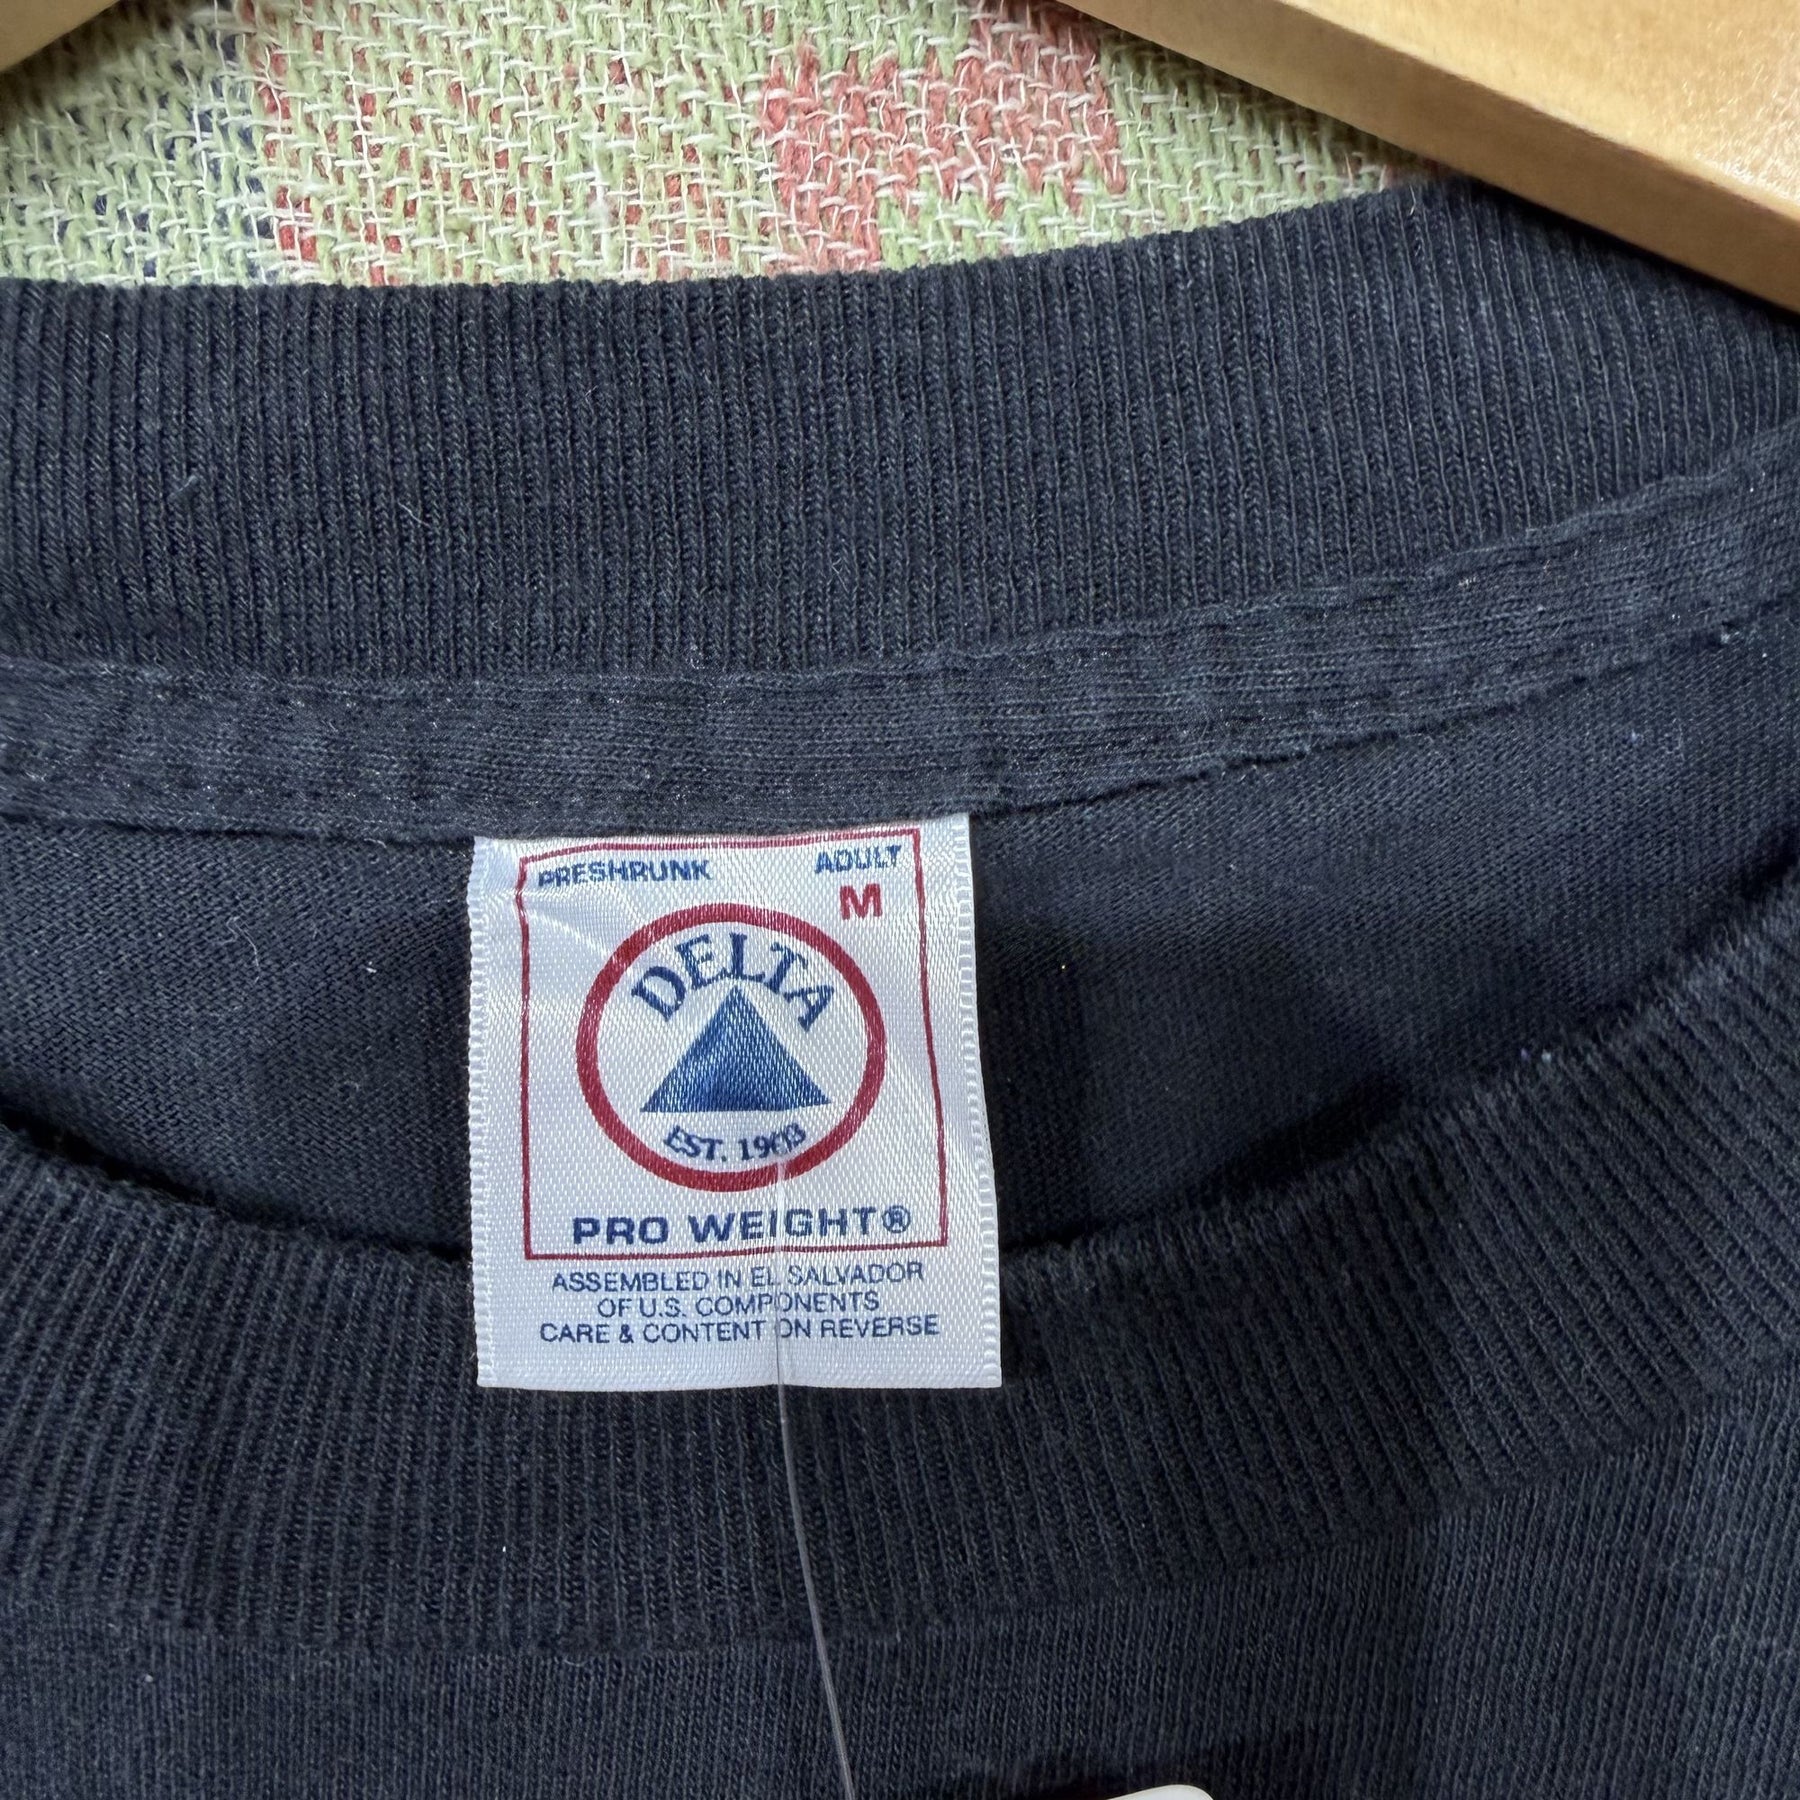 PRESHRUNK ADULT
M
DELTA
EST. 1903
PRO WEIGHT®
ASSEMBLED IN EL SALVADOR
OF U.S. COMPONENTS
CARE & CONTENT ON REVERSE